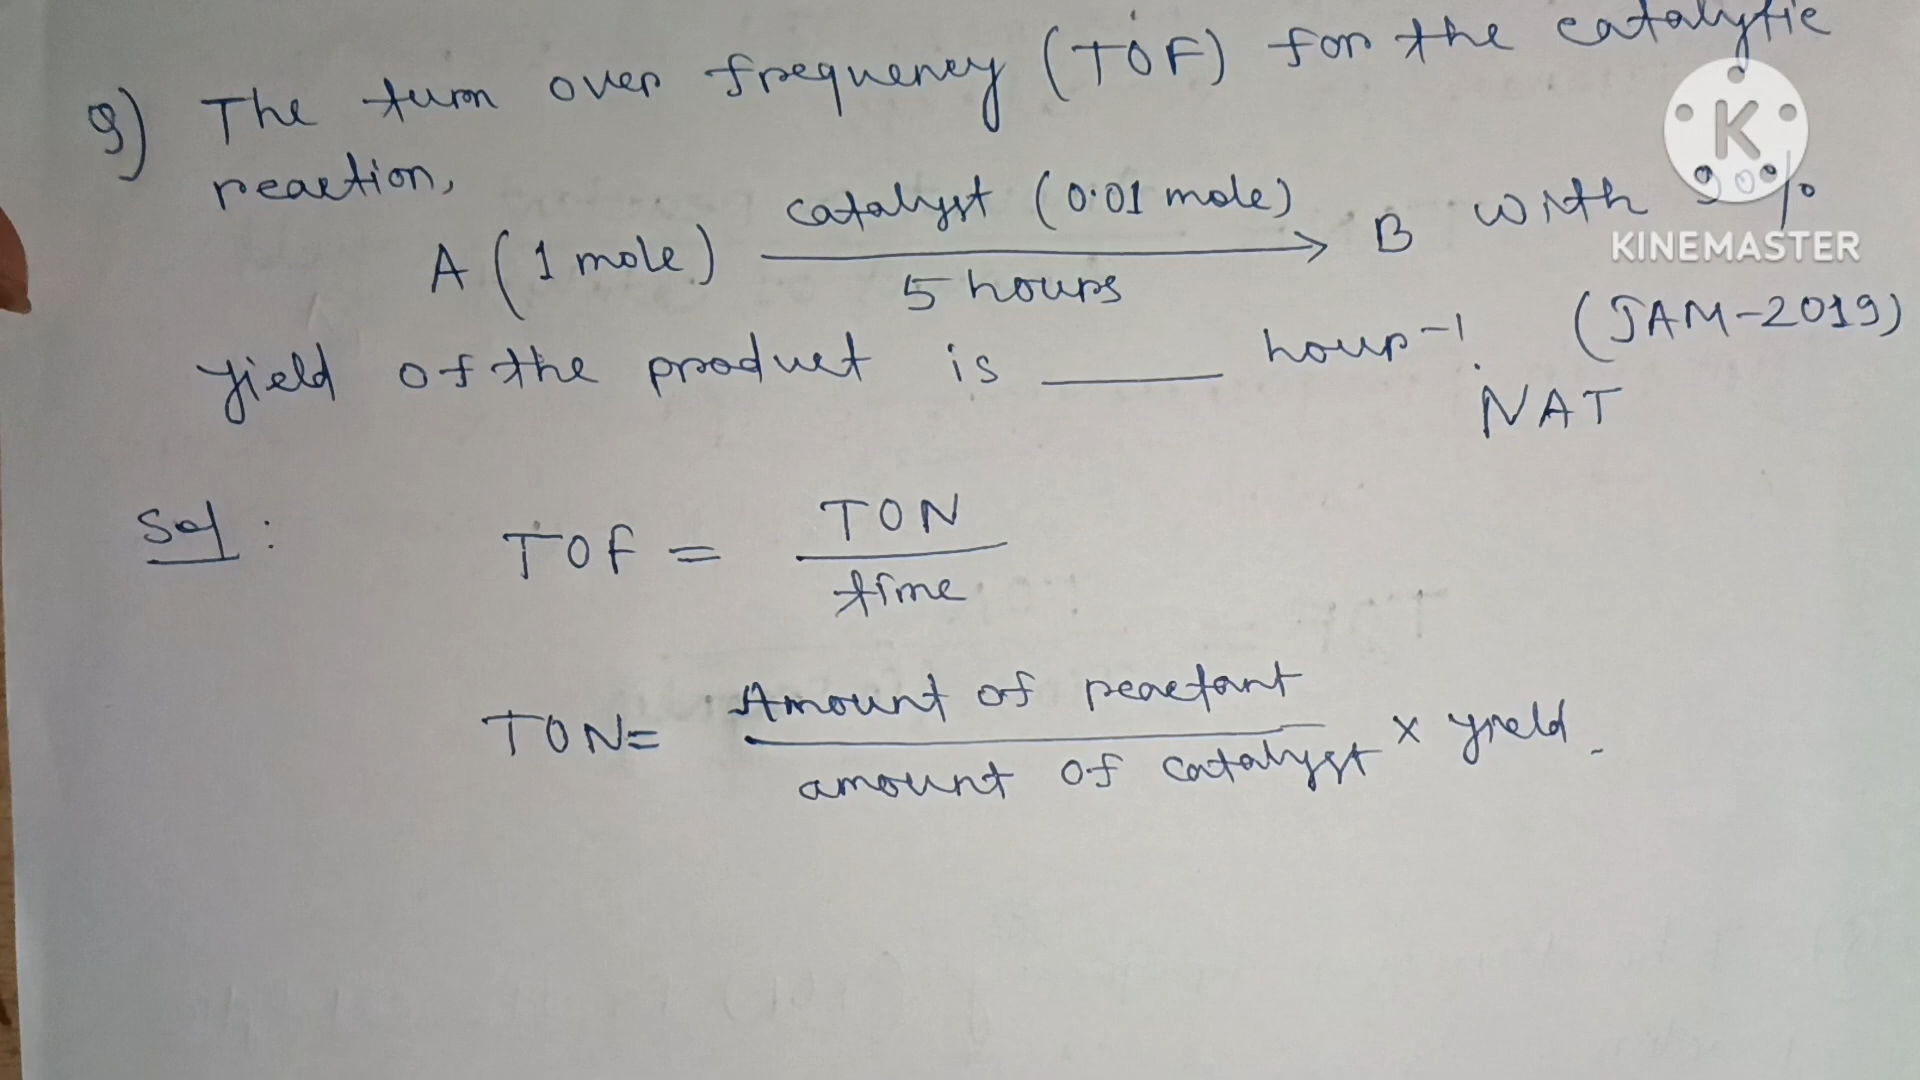 9) The turn over frequency (TOF) for the catalytic
reaction,
A (1 mole) catalyst (0.01 mole) B with 90%
5 hours
yield of the product is ____ hour-1. (JAM-2019)
NAT
Sol :
TOF = TON
time
TON= Amount of reactant
amount of catalyst × yield.
K
KINEMASTER